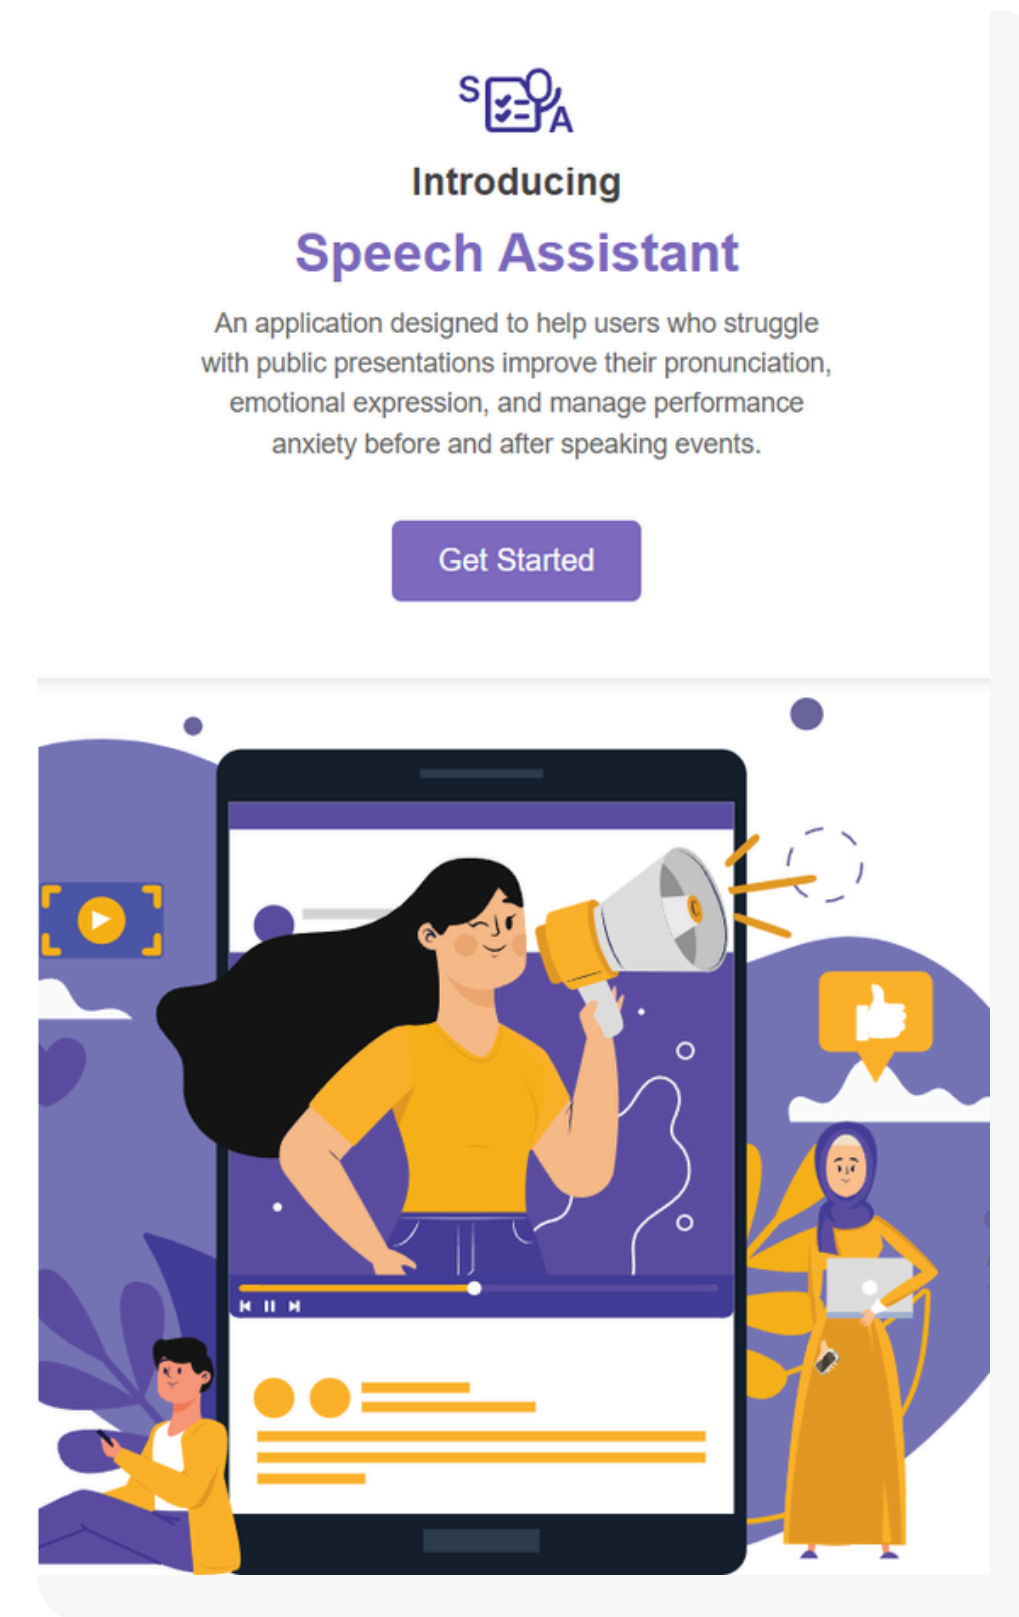 S A
Introducing
Speech Assistant
An application designed to help users who struggle
with public presentations improve their pronunciation,
emotional expression, and manage performance
anxiety before and after speaking events.
Get Started